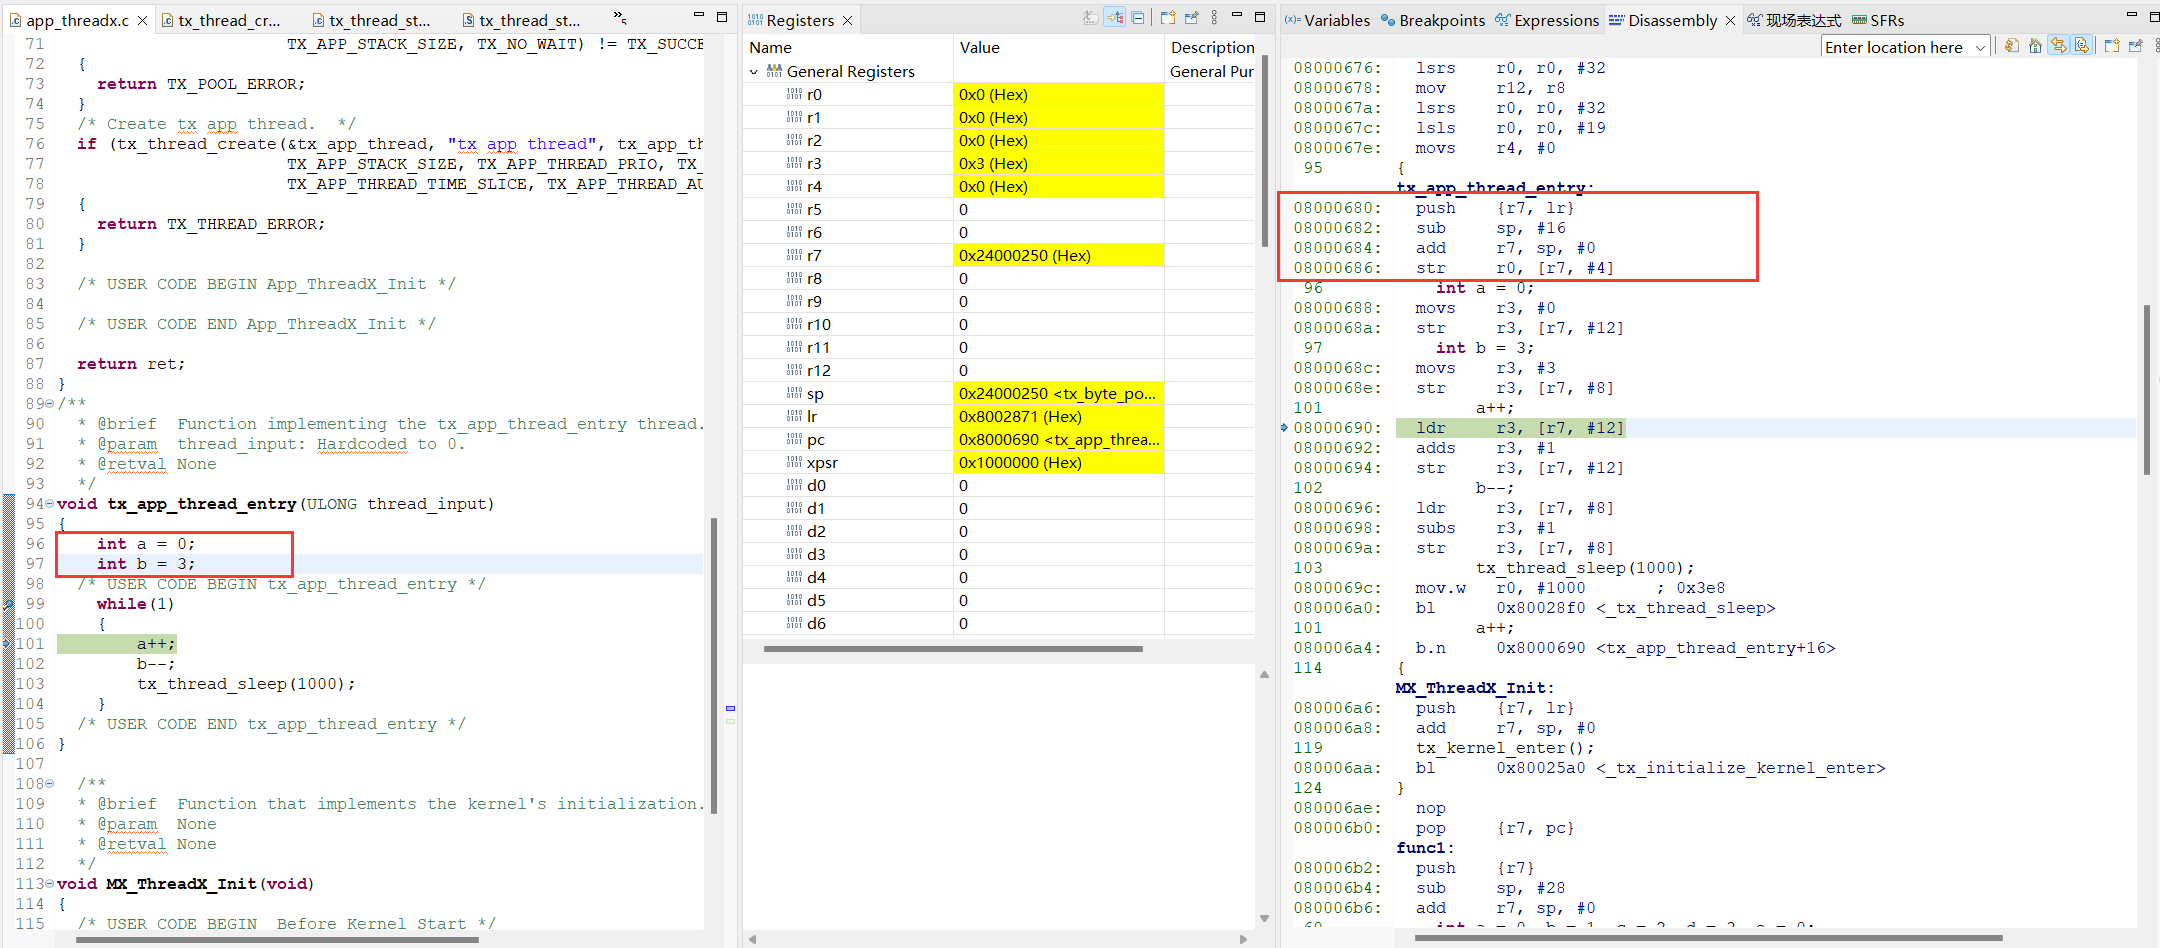 app_threadx.c
tx_thread_cr...
tx_thread_st...
tx_thread_st...
»5
71 TX_APP_STACK_SIZE, TX_NO_WAIT) != TX_SUCCE
72 {
73 return TX_POOL_ERROR;
74 }
75 /* Create tx app thread.  */
76 if (tx_thread_create(&tx_app_thread, "tx app thread", tx_app_th
77 TX_APP_STACK_SIZE, TX_APP_THREAD_PRIO, TX_
78 TX_APP_THREAD_TIME_SLICE, TX_APP_THREAD_AU
79 {
80 return TX_THREAD_ERROR;
81 }
82
83 /* USER CODE BEGIN App_ThreadX_Init */
84
85 /* USER CODE END App_ThreadX_Init */
86
87 return ret;
88 }
89 /**
90 * @brief  Function implementing the tx_app_thread_entry thread.
91 * @param  thread_input: Hardcoded to 0.
92 * @retval None
93 */
94 void tx_app_thread_entry(ULONG thread_input)
95 {
96 int a = 0;
97 int b = 3;
98 /* USER CODE BEGIN tx_app_thread_entry */
99 while(1)
100 {
101 a++;
102 b--;
103 tx_thread_sleep(1000);
104 }
105 /* USER CODE END tx_app_thread_entry */
106 }
107
108 /**
109 * @brief  Function that implements the kernel's initialization.
110 * @param  None
111 * @retval None
112 */
113 void MX_ThreadX_Init(void)
114 {
115 /* USER CODE BEGIN  Before_Kernel_Start */
Registers
Name Value Description
General Registers General Pur
r0 0x0 (Hex)
r1 0x0 (Hex)
r2 0x0 (Hex)
r3 0x3 (Hex)
r4 0x0 (Hex)
r5 0
r6 0
r7 0x24000250 (Hex)
r8 0
r9 0
r10 0
r11 0
r12 0
sp 0x24000250 <tx_byte_po...
lr 0x8002871 (Hex)
pc 0x8000690 <tx_app_threa...
xpsr 0x1000000 (Hex)
d0 0
d1 0
d2 0
d3 0
d4 0
d5 0
d6 0
Variables
Breakpoints
Expressions
Disassembly
现场表达式
SFRs
Enter location here
08000676: lsrs r0, r0, #32
08000678: mov r12, r8
0800067a: lsrs r0, r0, #32
0800067c: lsls r0, r0, #19
0800067e: movs r4, #0
95 {
tx_app_thread_entry:
08000680: push {r7, lr}
08000682: sub sp, #16
08000684: add r7, sp, #0
08000686: str r0, [r7, #4]
96 int a = 0;
08000688: movs r3, #0
0800068a: str r3, [r7, #12]
97 int b = 3;
0800068c: movs r3, #3
0800068e: str r3, [r7, #8]
101 a++;
08000690: ldr r3, [r7, #12]
08000692: adds r3, #1
08000694: str r3, [r7, #12]
102 b--;
08000696: ldr r3, [r7, #8]
08000698: subs r3, #1
0800069a: str r3, [r7, #8]
103 tx_thread_sleep(1000);
0800069c: mov.w r0, #1000 ; 0x3e8
080006a0: bl 0x80028f0 <_tx_thread_sleep>
101 a++;
080006a4: b.n 0x8000690 <tx_app_thread_entry+16>
114 {
MX_ThreadX_Init:
080006a6: push {r7, lr}
080006a8: add r7, sp, #0
119 tx_kernel_enter();
080006aa: bl 0x80025a0 <_tx_initialize_kernel_enter>
124 }
080006ae: nop
080006b0: pop {r7, pc}
func1:
080006b2: push {r7}
080006b4: sub sp, #28
080006b6: add r7, sp, #0